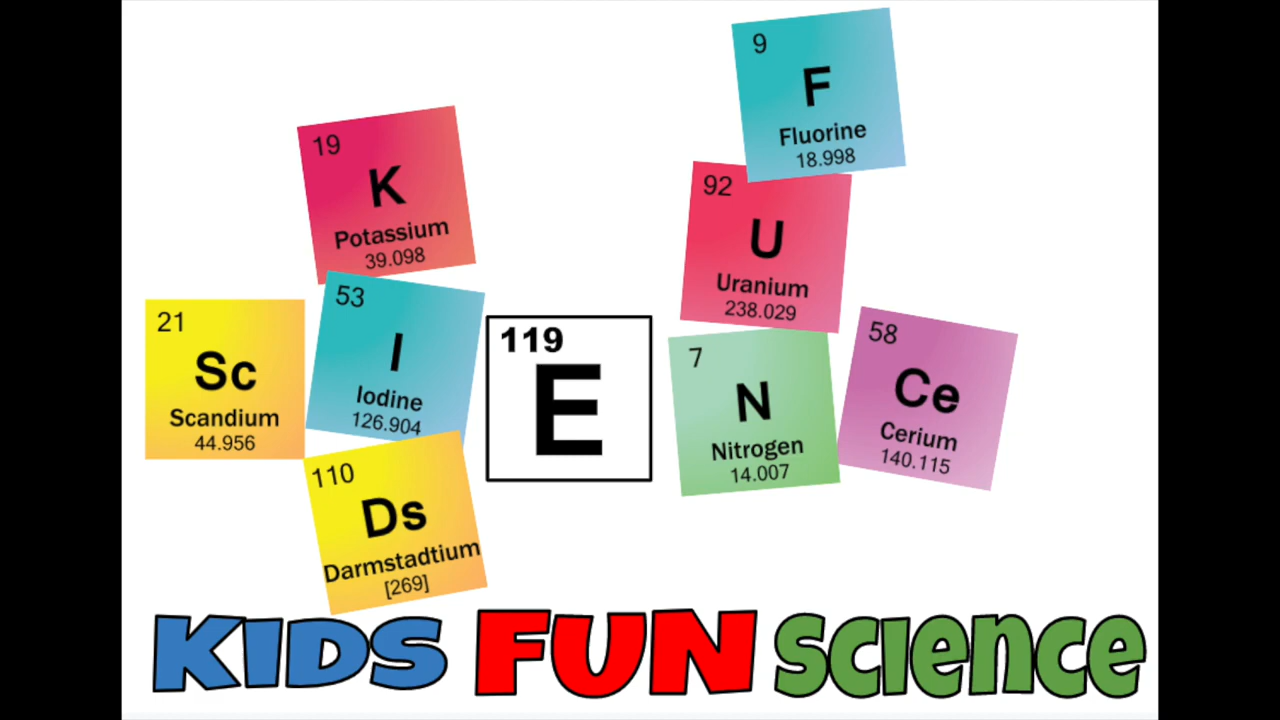 9
F
Fluorine
18.998
19
K
Potassium
39.098
92
U
Uranium
238.029
53
I
Iodine
126.904
21
Sc
Scandium
44.956
119
E
7
N
Nitrogen
14.007
58
Ce
Cerium
140.115
110
Ds
Darmstadtium
[269]
KIDS FUN SCIENCE